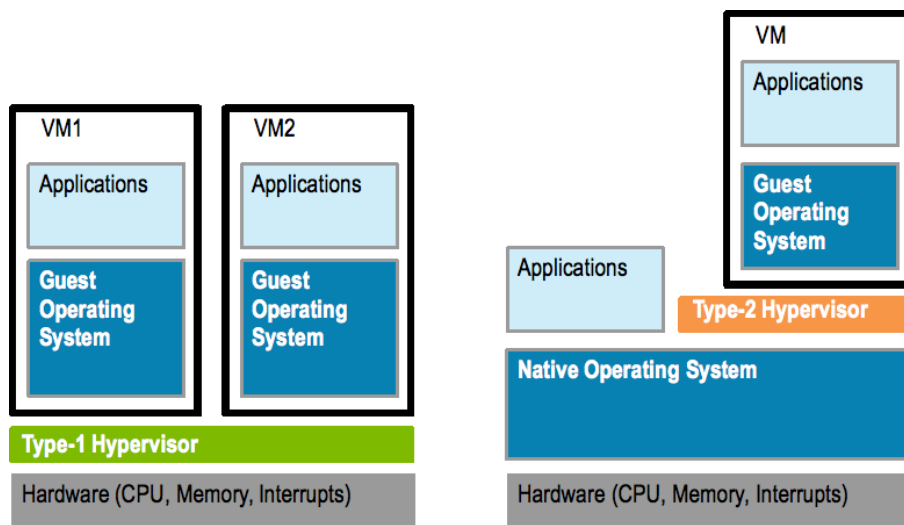 VM1
Applications
Guest
Operating
System
VM2
Applications
Guest
Operating
System
Type-1 Hypervisor
Hardware (CPU, Memory, Interrupts)
VM
Applications
Guest
Operating
System
Applications
Type-2 Hypervisor
Native Operating System
Hardware (CPU, Memory, Interrupts)